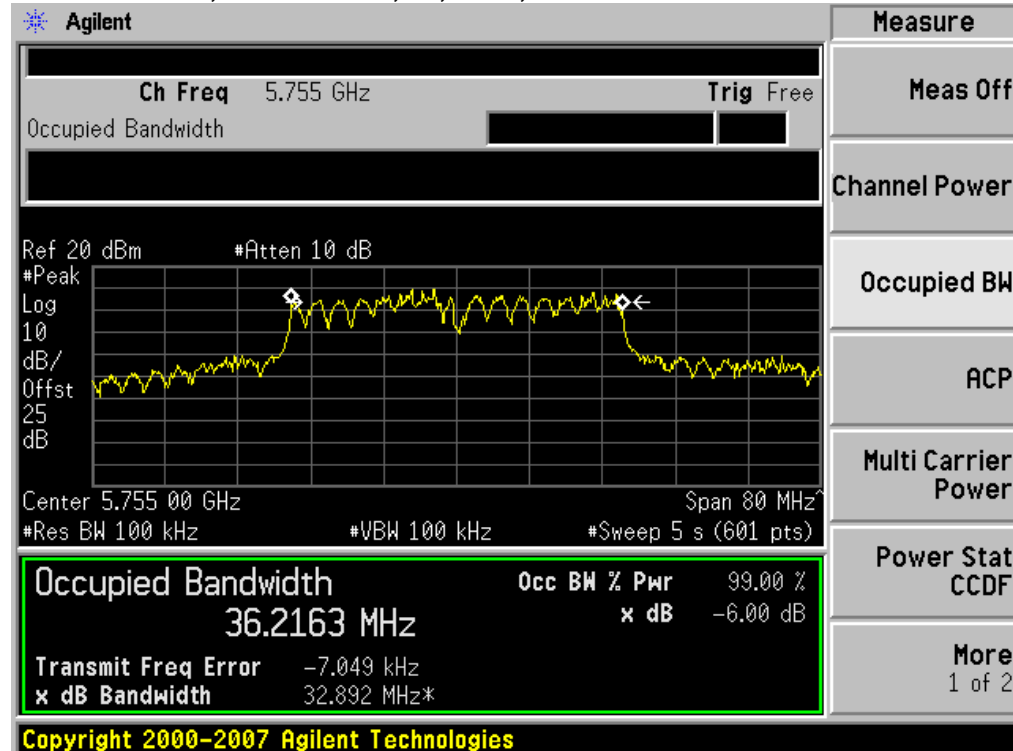 Agilent
Measure
Ch Freq 5.755 GHz Trig Free
Meas Off
Occupied Bandwidth
Channel Power
Ref 20 dBm #Atten 10 dB
#Peak
Log
10
dB/
Offst
25
dB
Occupied BW
ACP
Center 5.755 00 GHz Span 80 MHz^
#Res BW 100 kHz #VBW 100 kHz #Sweep 5 s (601 pts)
Multi Carrier
Power
Occupied Bandwidth Occ BW % Pwr 99.00 %
36.2163 MHz x dB -6.00 dB
Transmit Freq Error -7.049 kHz
x dB Bandwidth 32.892 MHz*
Power Stat
CCDF
More
1 of 2
Copyright 2000-2007 Agilent Technologies